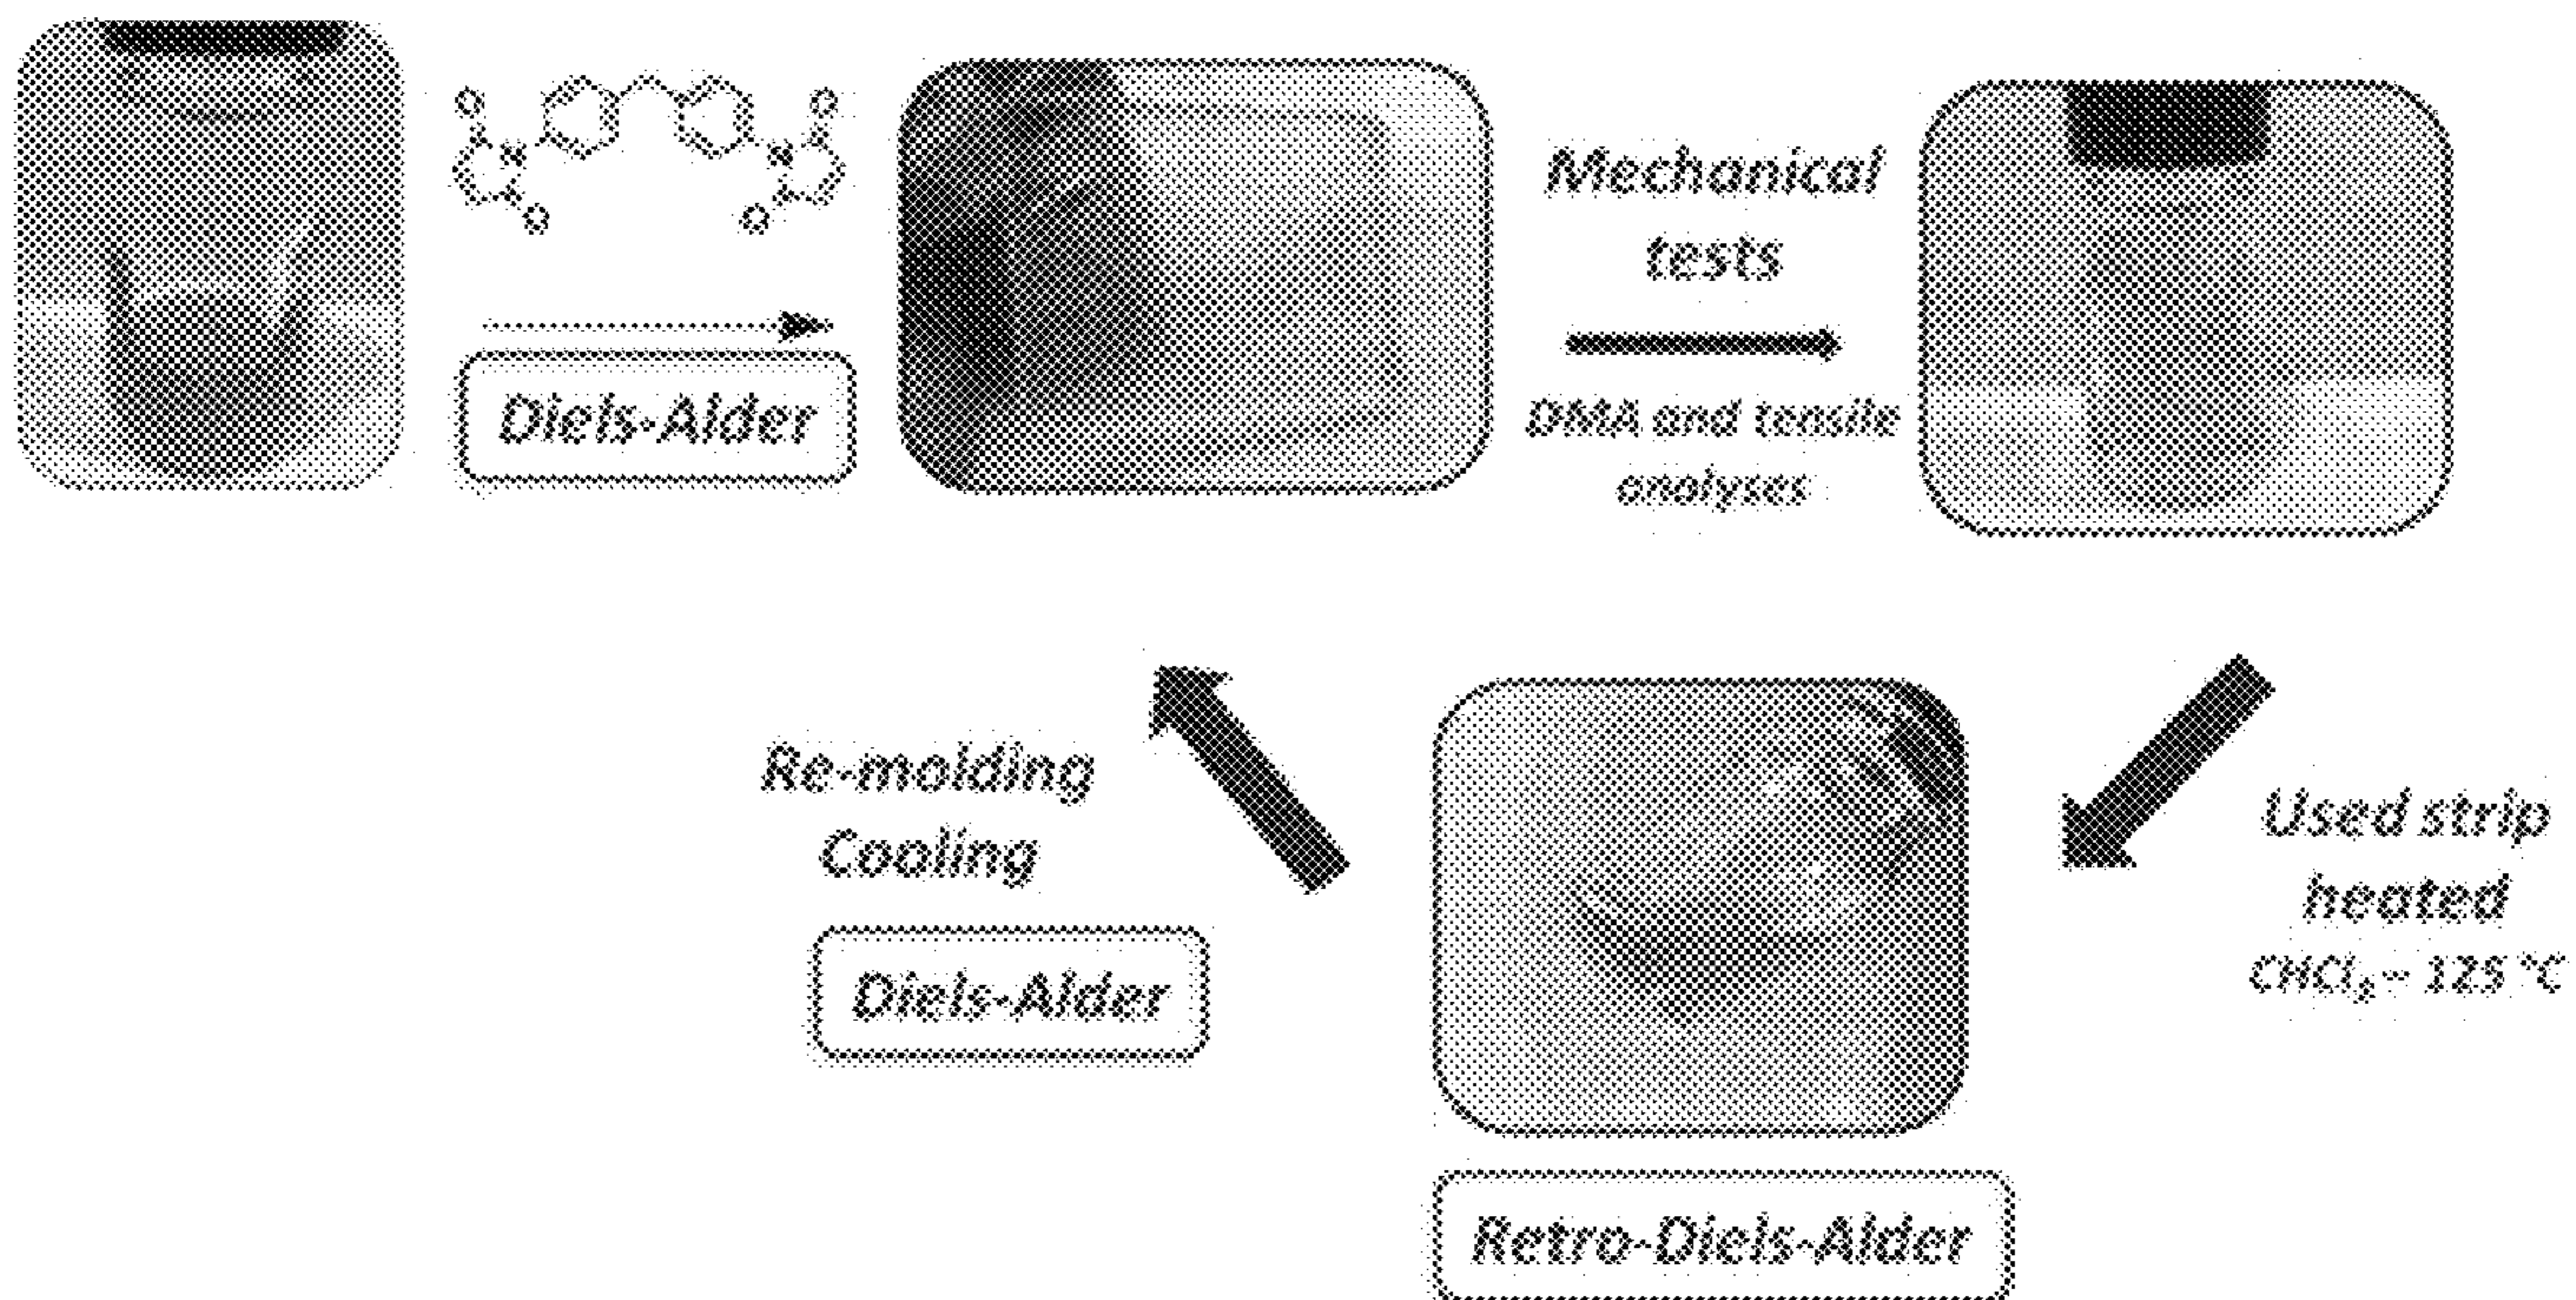 O
O
N
N
O
O
Diels-Alder
Mechanical
tests
DMA and tensile
analyses
Used strip
heated
CHCl₃ – 125 °C
Retro-Diels-Alder
Re-molding
Cooling
Diels-Alder